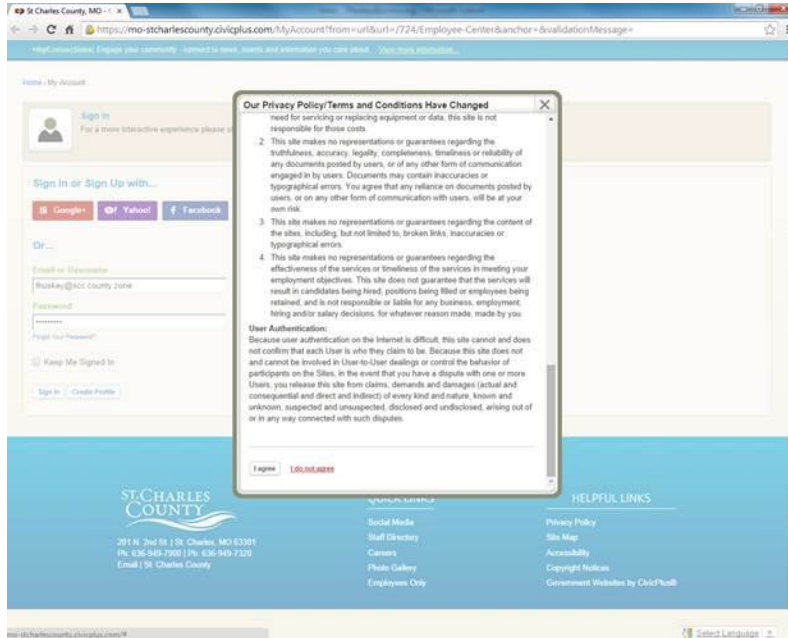 St. Charles County, MO - C
https://mo-stcharlescounty.civicplus.com/MyAccount?from=url&url=/724/Employee-Center&anchor=&validationMessage=
Engage your community - connect to news, events and information you care about.
Home › My Account
Sign In
For a more interactive experience please
Sign In or Sign Up with...
Google+
Yahoo!
Facebook
Or...
Email or Username
@scc.county.zone
Password
Forgot Your Password?
Keep Me Signed In
Sign In
Create Profile
Our Privacy Policy/Terms and Conditions Have Changed
need for servicing or replacing equipment or data, this site is not
responsible for those costs.
2. This site makes no representations or guarantees regarding the
truthfulness, accuracy, legality, completeness, timeliness or reliability of
any documents posted by users, or of any other form of communication
engaged in by users. Documents may contain inaccuracies or
typographical errors. You agree that any reliance on documents posted by
users, or on any other form of communication with users, will be at your
own risk.
3. This site makes no representations or guarantees regarding the content of
the sites, including, but not limited to, broken links, inaccuracies or
typographical errors.
4. This site makes no representations or guarantees regarding the
effectiveness of the services or timeliness of the services in meeting your
employment objectives. This site does not guarantee that the services will
result in candidates being hired, positions being filled or employees being
retained, and is not responsible or liable for any business, employment,
hiring and/or salary decisions, for whatever reason made, made by you.
User Authentication:
Because user authentication on the Internet is difficult, this site cannot and does
not confirm that each User is who they claim to be. Because this site does not
and cannot be involved in User-to-User dealings or control the behavior of
participants on the Sites, in the event that you have a dispute with one or more
Users, you release this site from claims, demands and damages (actual and
consequential and direct and indirect) of every kind and nature, known and
unknown, suspected and unsuspected, disclosed and undisclosed, arising out of
or in any way connected with such disputes.
I agree
I do not agree
ST. CHARLES
COUNTY
201 N. 2nd St. | St. Charles, MO 63301
Ph: 636-949-7900 | Ph: 636-949-7320
Email | St. Charles County
QUICK LINKS
Social Media
Staff Directory
Careers
Photo Gallery
Employees Only
HELPFUL LINKS
Privacy Policy
Site Map
Accessibility
Copyright Notices
Government Websites by CivicPlus®
mo-stcharlescounty.civicplus.com/#
Select Language